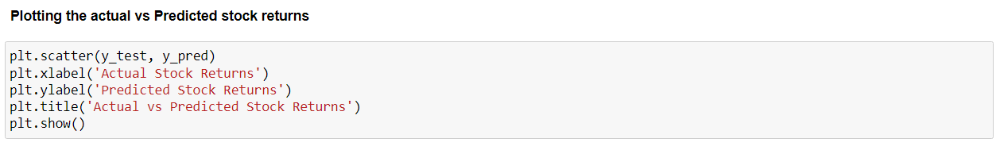 Plotting the actual vs Predicted stock returns
plt.scatter(y_test, y_pred)
plt.xlabel('Actual Stock Returns')
plt.ylabel('Predicted Stock Returns')
plt.title('Actual vs Predicted Stock Returns')
plt.show()